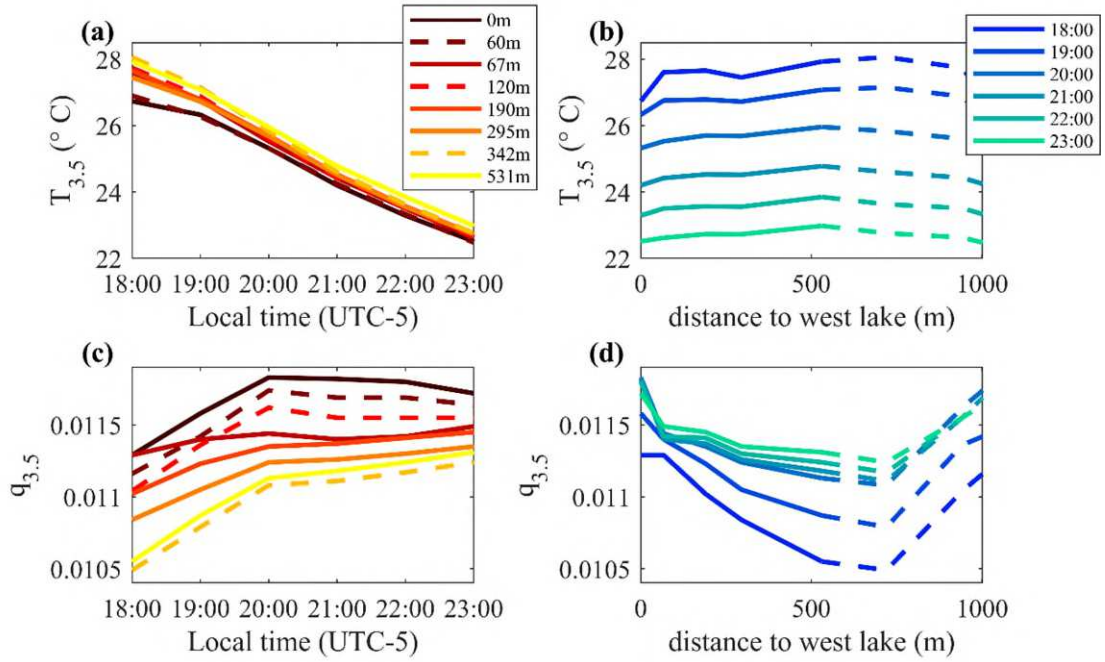 (a)
T3.5 (° C)
28
26
24
22
18:00 19:00 20:00 21:00 22:00 23:00
Local time (UTC-5)
0m
60m
67m
120m
190m
295m
342m
531m
(b)
T3.5 (° C)
28
26
24
22
0 500 1000
distance to west lake (m)
18:00
19:00
20:00
21:00
22:00
23:00
(c)
q3.5
0.0115
0.011
0.0105
18:00 19:00 20:00 21:00 22:00 23:00
Local time (UTC-5)
(d)
q3.5
0.0115
0.011
0.0105
0 500 1000
distance to west lake (m)